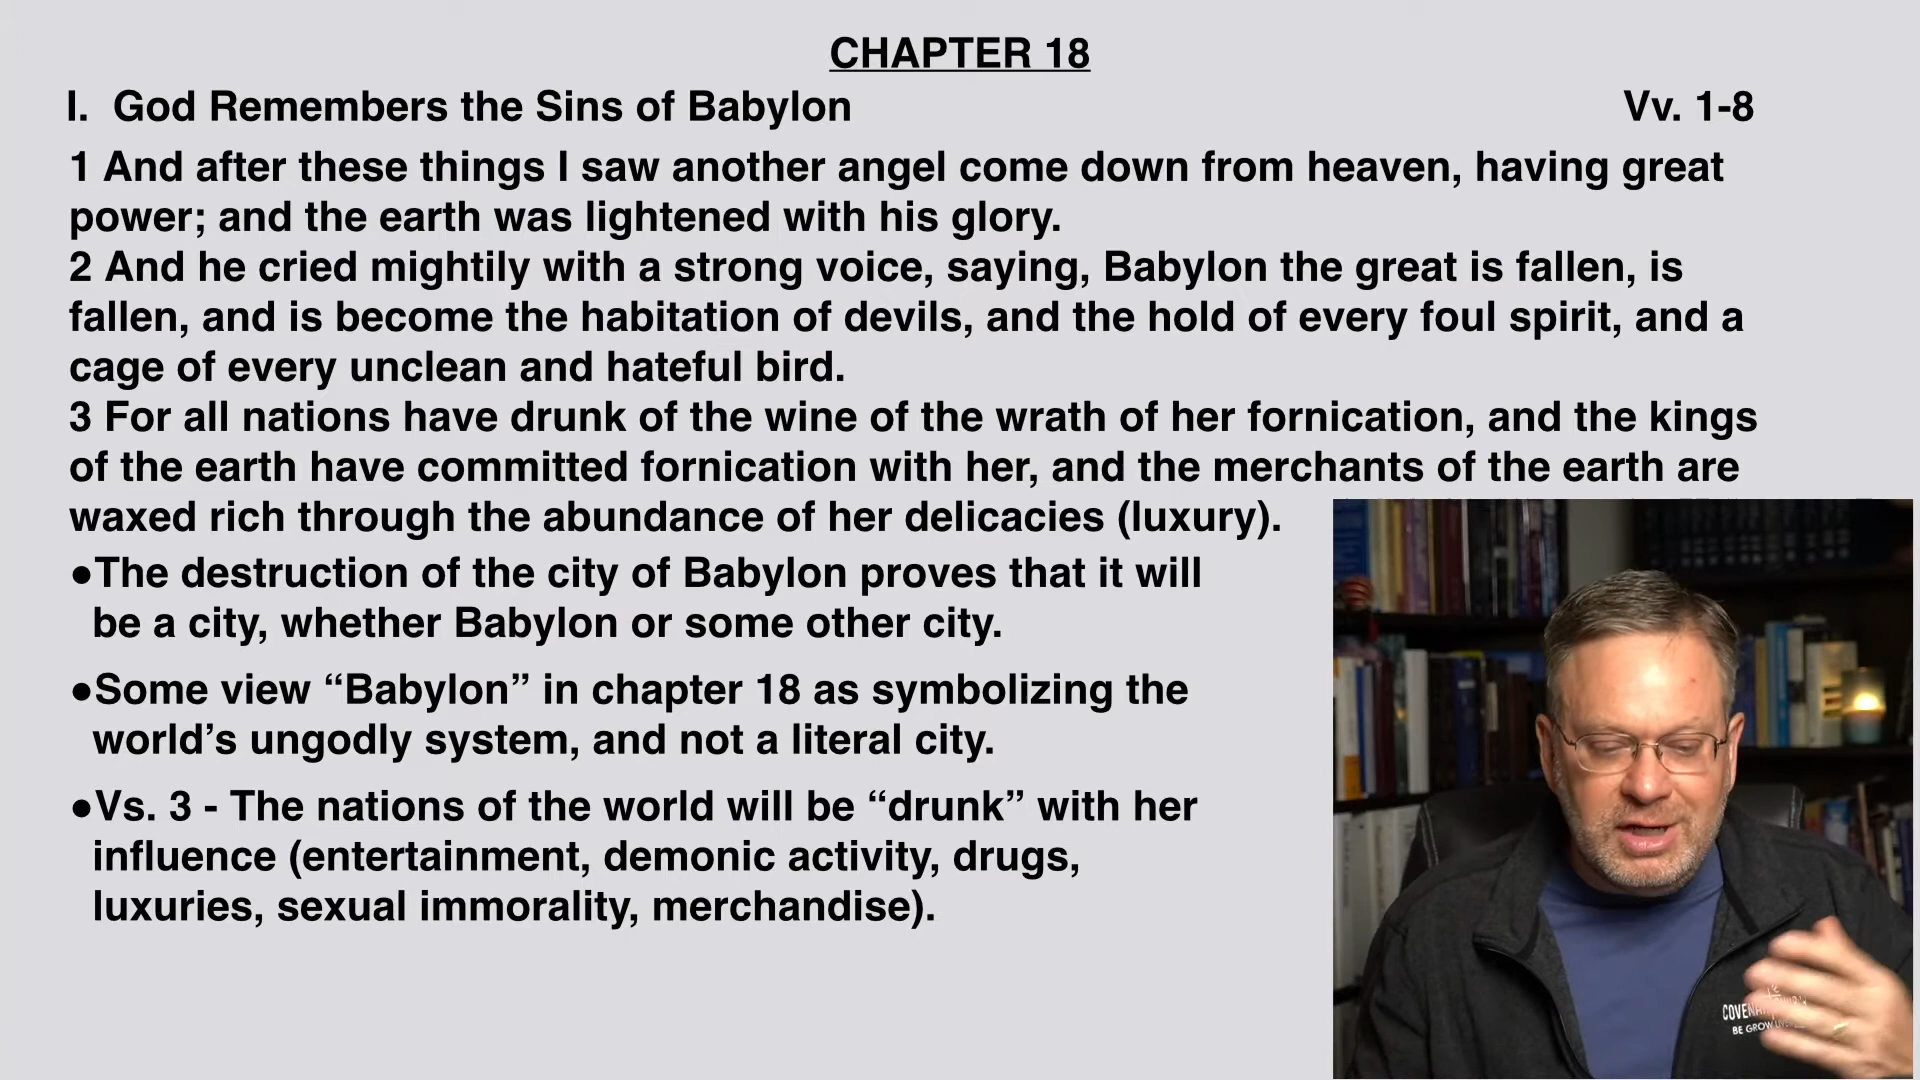 CHAPTER 18
I. God Remembers the Sins of Babylon Vv. 1-8
1 And after these things I saw another angel come down from heaven, having great
power; and the earth was lightened with his glory.
2 And he cried mightily with a strong voice, saying, Babylon the great is fallen, is
fallen, and is become the habitation of devils, and the hold of every foul spirit, and a
cage of every unclean and hateful bird.
3 For all nations have drunk of the wine of the wrath of her fornication, and the kings
of the earth have committed fornication with her, and the merchants of the earth are
waxed rich through the abundance of her delicacies (luxury).
●The destruction of the city of Babylon proves that it will
be a city, whether Babylon or some other city.
●Some view “Babylon” in chapter 18 as symbolizing the
world’s ungodly system, and not a literal city.
●Vs. 3 - The nations of the world will be “drunk” with her
influence (entertainment, demonic activity, drugs,
luxuries, sexual immorality, merchandise).
BE